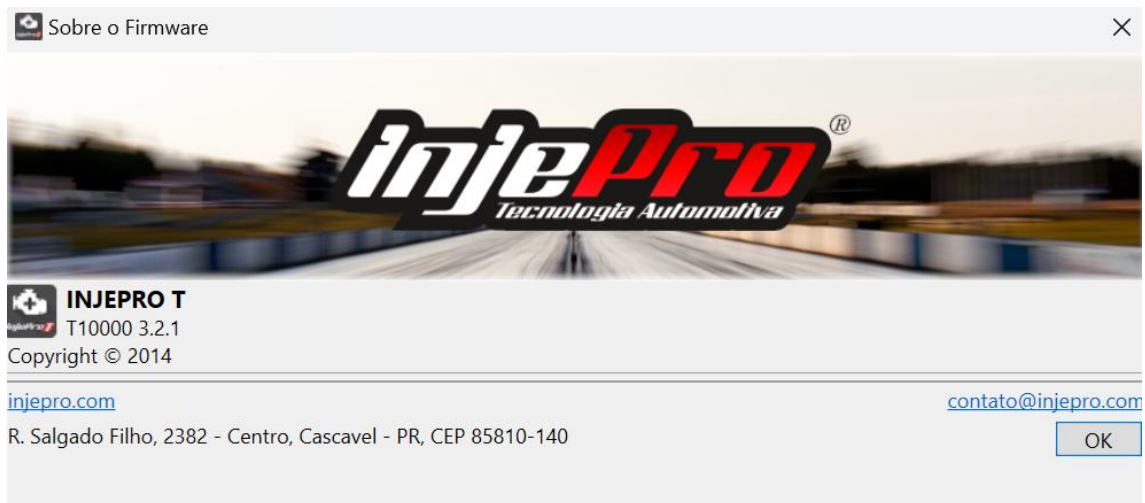 Sobre o Firmware
injePro ®
Tecnologia Automotiva
INJEPRO T
T10000 3.2.1
Copyright © 2014
injepro.com
contato@injepro.com
R. Salgado Filho, 2382 - Centro, Cascavel - PR, CEP 85810-140
OK